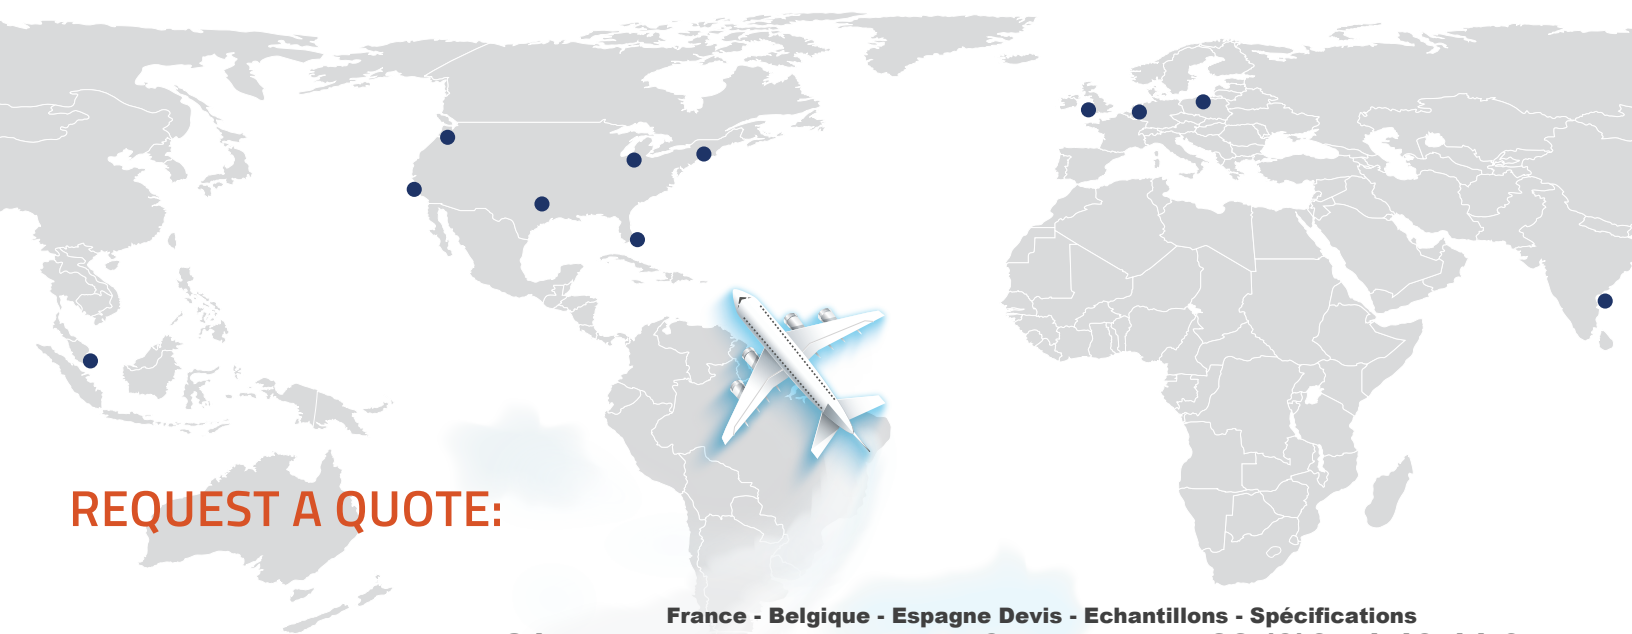 REQUEST A QUOTE:
France - Belgique - Espagne Devis - Echantillons - Spécifications